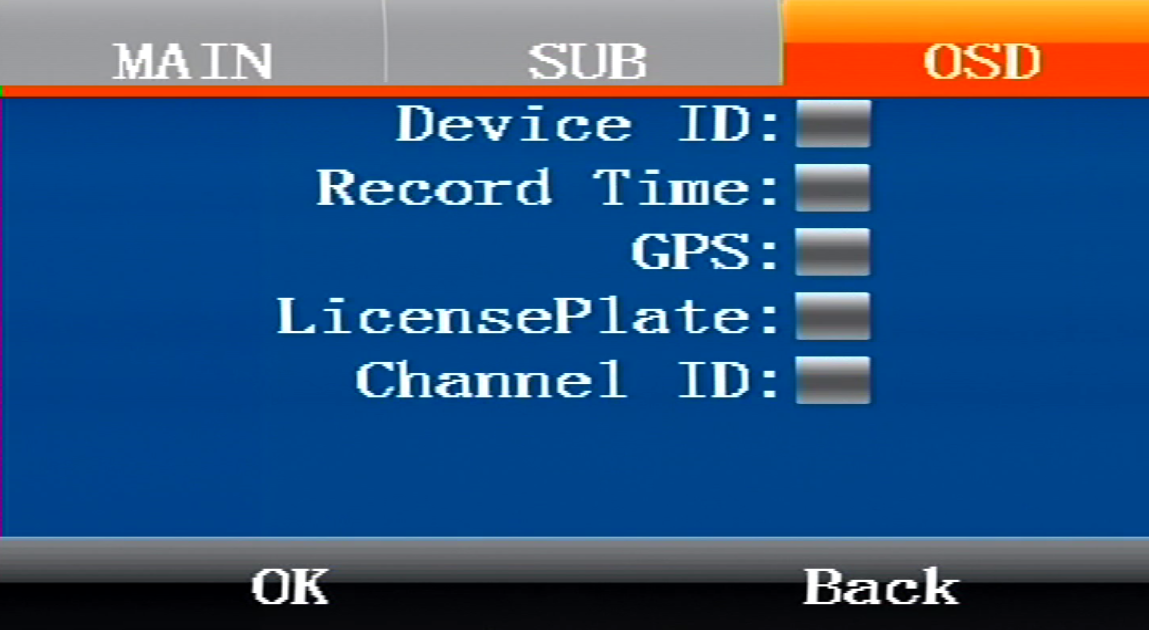 MAIN SUB OSD
Device ID:
Record Time:
GPS:
LicensePlate:
Channel ID:
OK Back